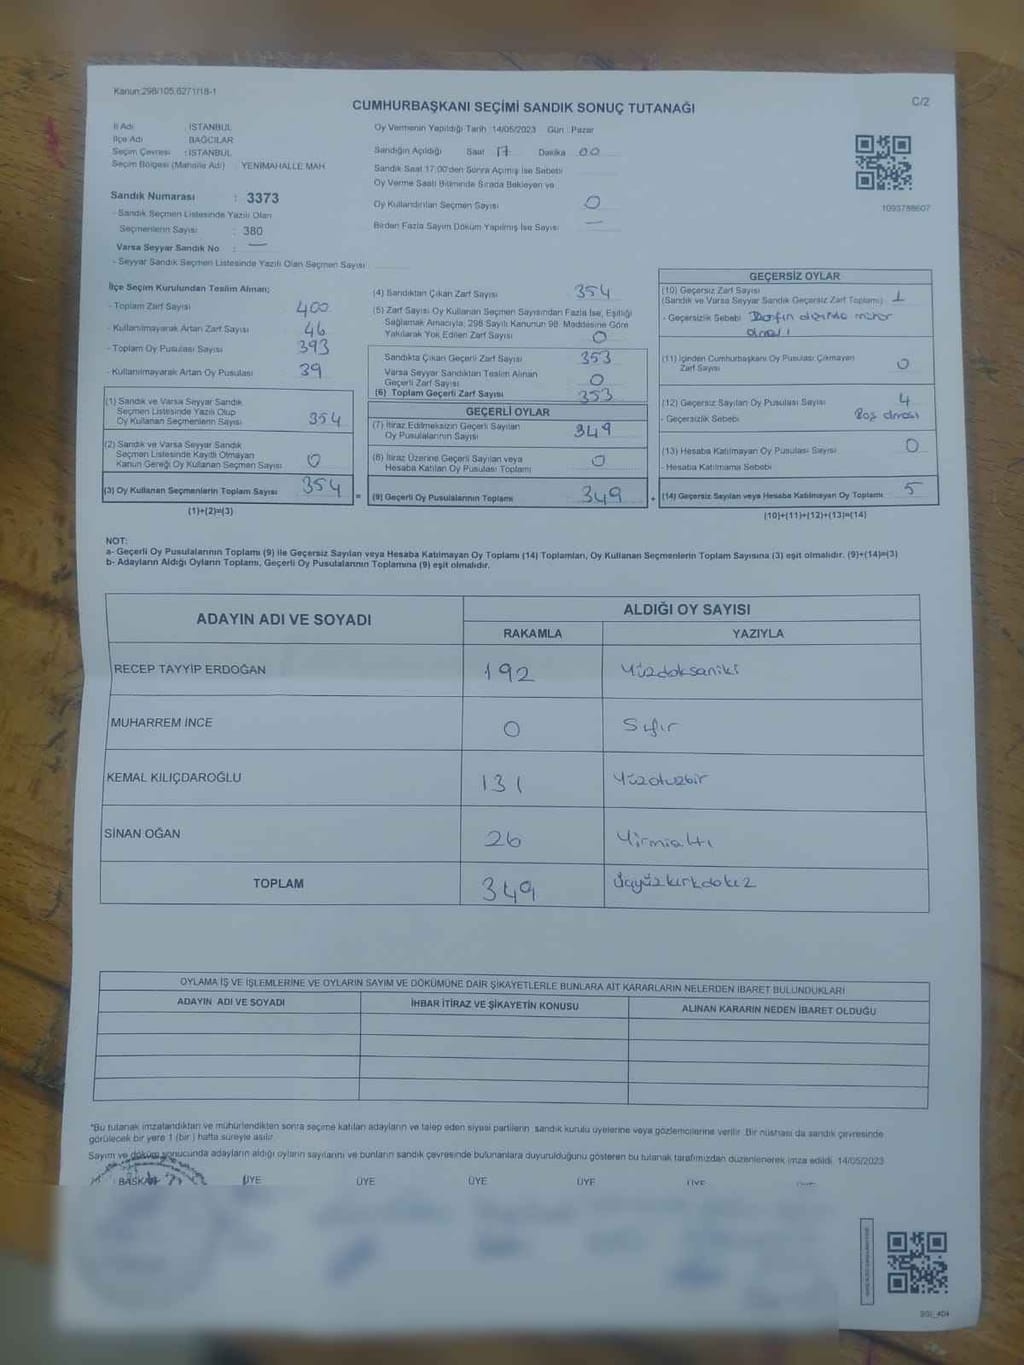 Kanun:298/105,6271/18-1
C/2
CUMHURBAŞKANI SEÇİMİ SANDIK SONUÇ TUTANAĞI
İl Adı : İSTANBUL
İlçe Adı : BAĞCILAR
Seçim Çevresi : İSTANBUL
Seçim Bölgesi (Mahalle Adı) : YENİMAHALLE MAH.
Sandık Numarası : 3373
- Sandık Seçmen Listesinde Yazılı Olan
Seçmenlerin Sayısı : 380
Varsa Seyyar Sandık No : —
- Seyyar Sandık Seçmen Listesinde Yazılı Olan Seçmen Sayısı
Oy Vermenin Yapıldığı Tarih :14/05/2023 Gün : Pazar
Sandığın Açıldığı Saat 17 Dakika 00
Sandık Saat 17:00'den Sonra Açılmış İse Sebebi
Oy Verme Saati Bitiminde Sırada Bekleyen ve
Oy Kullandırılan Seçmen Sayısı 0
Birden Fazla Sayım Döküm Yapılmış İse Sayısı —
1093788607
İlçe Seçim Kurulundan Teslim Alınan;
- Toplam Zarf Sayısı 400
- Kullanılmayarak Artan Zarf Sayısı 46
- Toplam Oy Pusulası Sayısı 393
- Kullanılmayarak Artan Oy Pusulası 39
(1) Sandık ve Varsa Seyyar Sandık
Seçmen Listesinde Yazılı Olup
Oy Kullanan Seçmenlerin Sayısı 354
(2) Sandık ve Varsa Seyyar Sandık
Seçmen Listesinde Kayıtlı Olmayan
Kanun Gereği Oy Kullanan Seçmen Sayısı 0
(3) Oy Kullanan Seçmenlerin Toplam Sayısı 354
(1)+(2)=(3)
(4) Sandıktan Çıkan Zarf Sayısı 354
(5) Zarf Sayısı Oy Kullanan Seçmen Sayısından Fazla İse, Eşitliği
Sağlamak Amacıyla, 298 Sayılı Kanunun 98. Maddesine Göre
Yakılarak Yok Edilen Zarf Sayısı 0
Sandıkta Çıkan Geçerli Zarf Sayısı 353
Varsa Seyyar Sandıktan Teslim Alınan
Geçerli Zarf Sayısı 0
(6) Toplam Geçerli Zarf Sayısı 353
GEÇERLİ OYLAR
(7) İtiraz Edilmeksizin Geçerli Sayılan
Oy Pusulalarının Sayısı 349
(8) İtiraz Üzerine Geçerli Sayılan veya
Hesaba Katılan Oy Pusulası Toplamı 0
= (9) Geçerli Oy Pusulalarının Toplamı 349
GEÇERSİZ OYLAR
(10) Geçersiz Zarf Sayısı
(Sandık ve Varsa Seyyar Sandık Geçersiz Zarf Toplamı) 1
- Geçersizlik Sebebi Zarfın dışında mühür
olması
(11) İçinden Cumhurbaşkanı Oy Pusulası Çıkmayan
Zarf Sayısı 0
(12) Geçersiz Sayılan Oy Pusulası Sayısı 4
- Geçersizlik Sebebi Boş olması
(13) Hesaba Katılmayan Oy Pusulası Sayısı 0
- Hesaba Katılmama Sebebi
+ (14) Geçersiz Sayılan veya Hesaba Katılmayan Oy Toplamı 5
(10)+(11)+(12)+(13)=(14)
NOT:
a- Geçerli Oy Pusulalarının Toplamı (9) ile Geçersiz Sayılan veya Hesaba Katılmayan Oy Toplamı (14) Toplamları, Oy Kullanan Seçmenlerin Toplam Sayısına (3) eşit olmalıdır. (9)+(14)=(3)
b- Adayların Aldığı Oyların Toplamı, Geçerli Oy Pusulalarının Toplamına (9) eşit olmalıdır.
ADAYIN ADI VE SOYADI
ALDIĞI OY SAYISI
RAKAMLA YAZIYLA
RECEP TAYYİP ERDOĞAN 192 Yüzdoksaniki
MUHARREM İNCE 0 Sıfır
KEMAL KILIÇDAROĞLU 131 Yüzotuzbir
SİNAN OĞAN 26 Yirmialtı
TOPLAM 349 Üçyüzkırkdokuz
OYLAMA İŞ VE İŞLEMLERİNE VE OYLARIN SAYIM VE DÖKÜMÜNE DAİR ŞİKAYETLERLE BUNLARA AİT KARARLARIN NELERDEN İBARET BULUNDUKLARI
ADAYIN ADI VE SOYADI İHBAR İTİRAZ VE ŞİKAYETİN KONUSU ALINAN KARARIN NEDEN İBARET OLDUĞU
*Bu tutanak imzalandıktan ve mühürlendikten sonra seçime katılan adayların ve talep eden siyasi partilerin sandık kurulu üyelerine veya gözlemcilerine verilir. Bir nüshası da sandık çevresinde
görülecek bir yere 1 (bir) hafta süreyle asılır.
Sayım ve döküm sonucunda adayların aldığı oyların sayılarını ve bunların sandık çevresinde bulunanlara duyurulduğunu gösteren bu tutanak tarafımızdan düzenlenerek imza edildi. 14/05/2023
BAŞKAN ÜYE ÜYE ÜYE ÜYE ÜYE